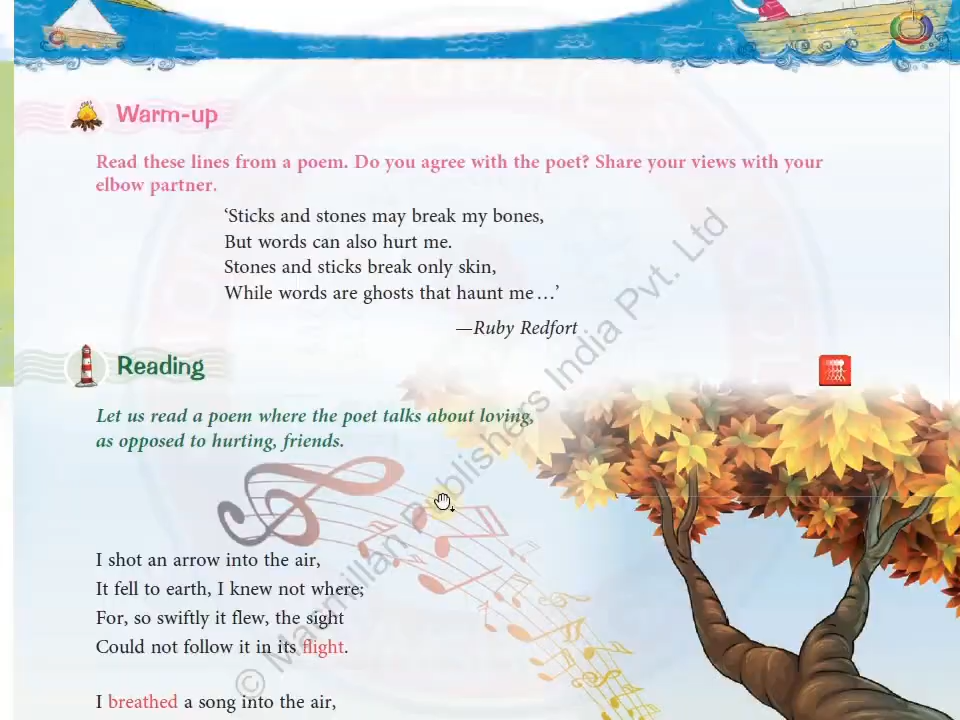 Warm-up
Read these lines from a poem. Do you agree with the poet? Share your views with your
elbow partner.
‘Sticks and stones may break my bones,
But words can also hurt me.
Stones and sticks break only skin,
While words are ghosts that haunt me…’
—Ruby Redfort
Reading
Let us read a poem where the poet talks about loving,
as opposed to hurting, friends.
I shot an arrow into the air,
It fell to earth, I knew not where;
For, so swiftly it flew, the sight
Could not follow it in its flight.
I breathed a song into the air,
© Macmillan Publishers India Pvt. Ltd